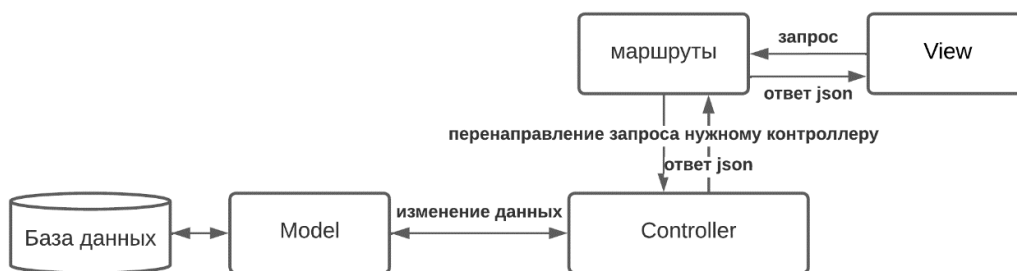 запрос
маршруты
View
ответ json
перенаправление запроса нужному контроллеру
ответ json
База данных
Model
изменение данных
Controller